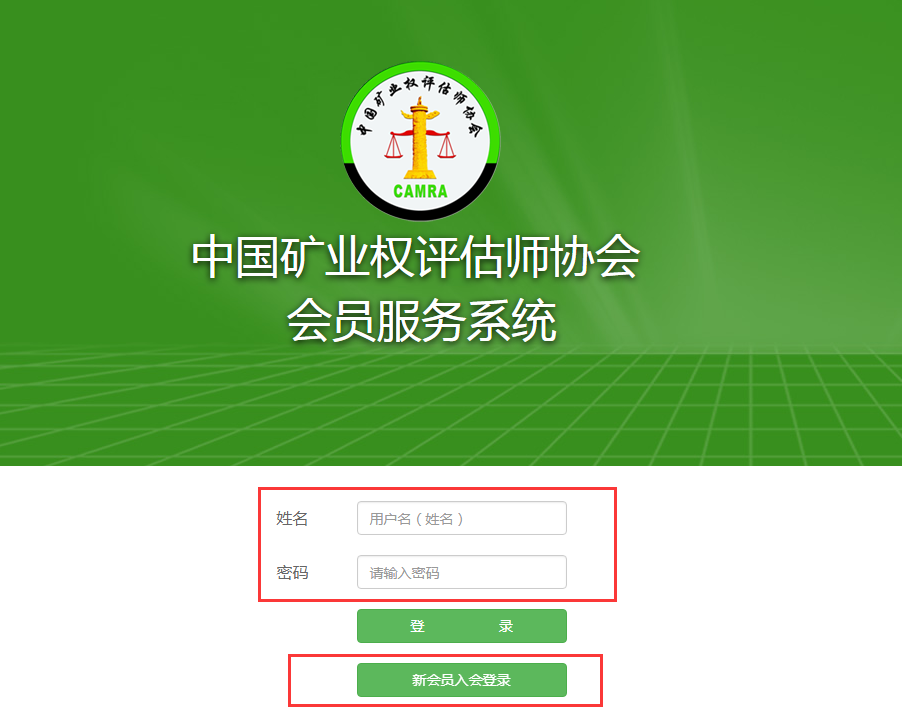 中国矿业权评估师协会
CAMRA
中国矿业权评估师协会
会员服务系统
姓名 用户名（姓名）
密码 请输入密码
登 录
新会员入会登录